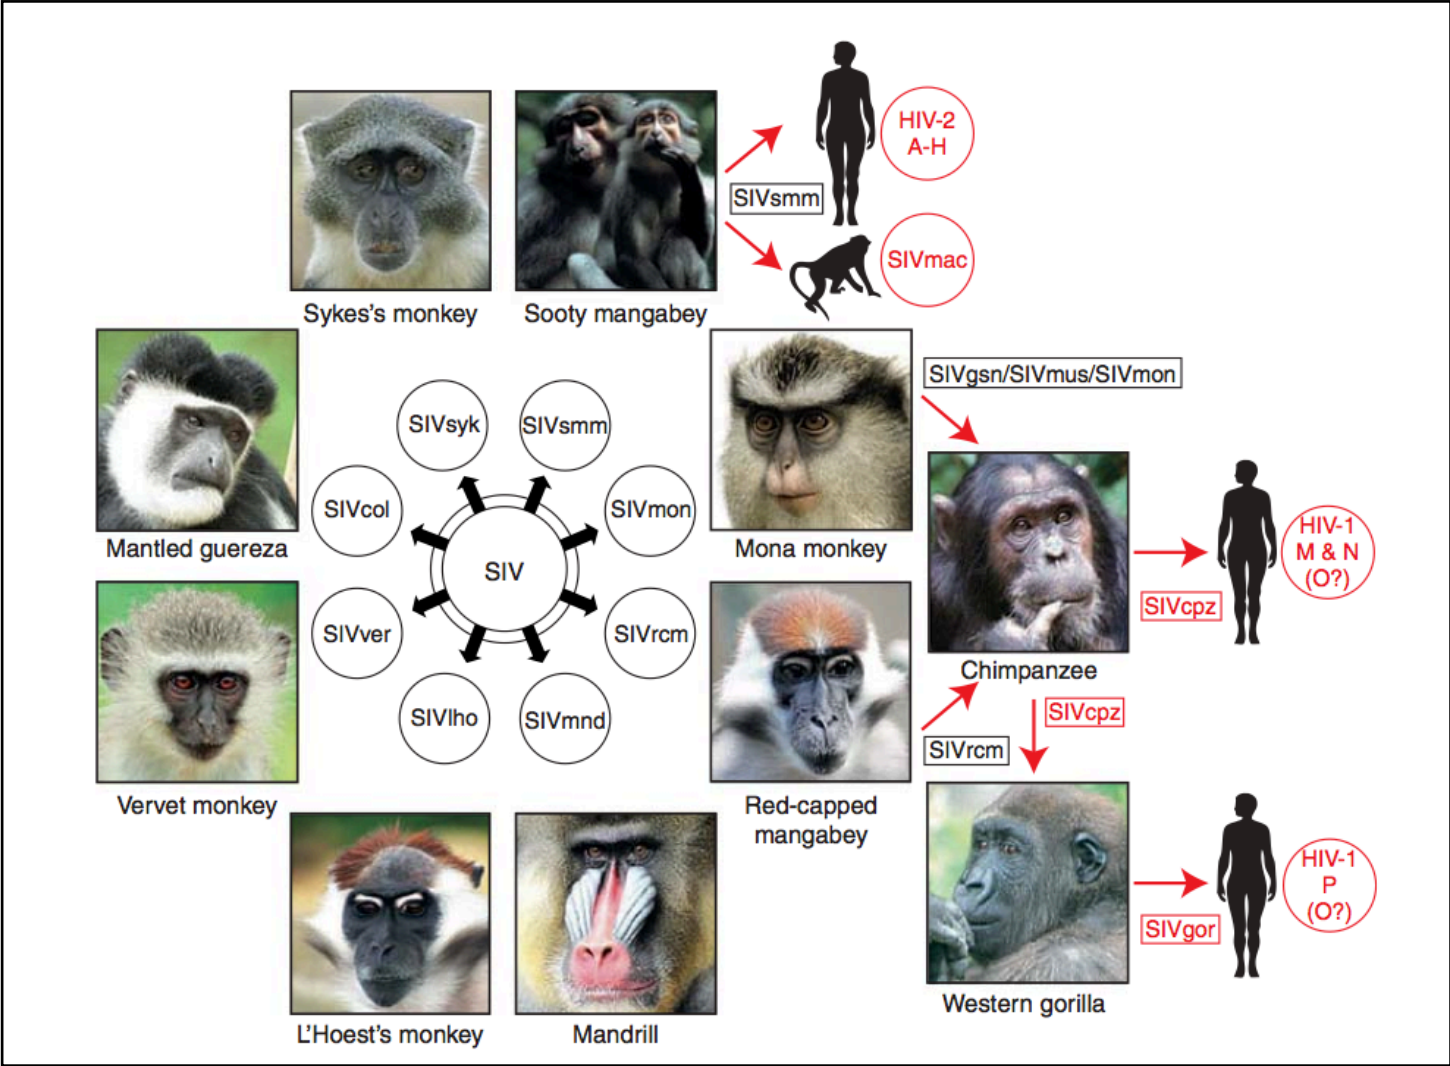 HIV-2
A-H
SIVsmm
SIVmac
Sykes's monkey
Sooty mangabey
SIVgsn/SIVmus/SIVmon
SIVsyk
SIVsmm
SIVcol
SIVmon
Mantled guereza
Mona monkey
HIV-1
M & N
(O?)
SIV
SIVcpz
SIVver
SIVrcm
Chimpanzee
SIVcpz
SIVlho
SIVmnd
SIVrcm
Vervet monkey
Red-capped
mangabey
HIV-1
P
(O?)
SIVgor
Western gorilla
L'Hoest's monkey
Mandrill